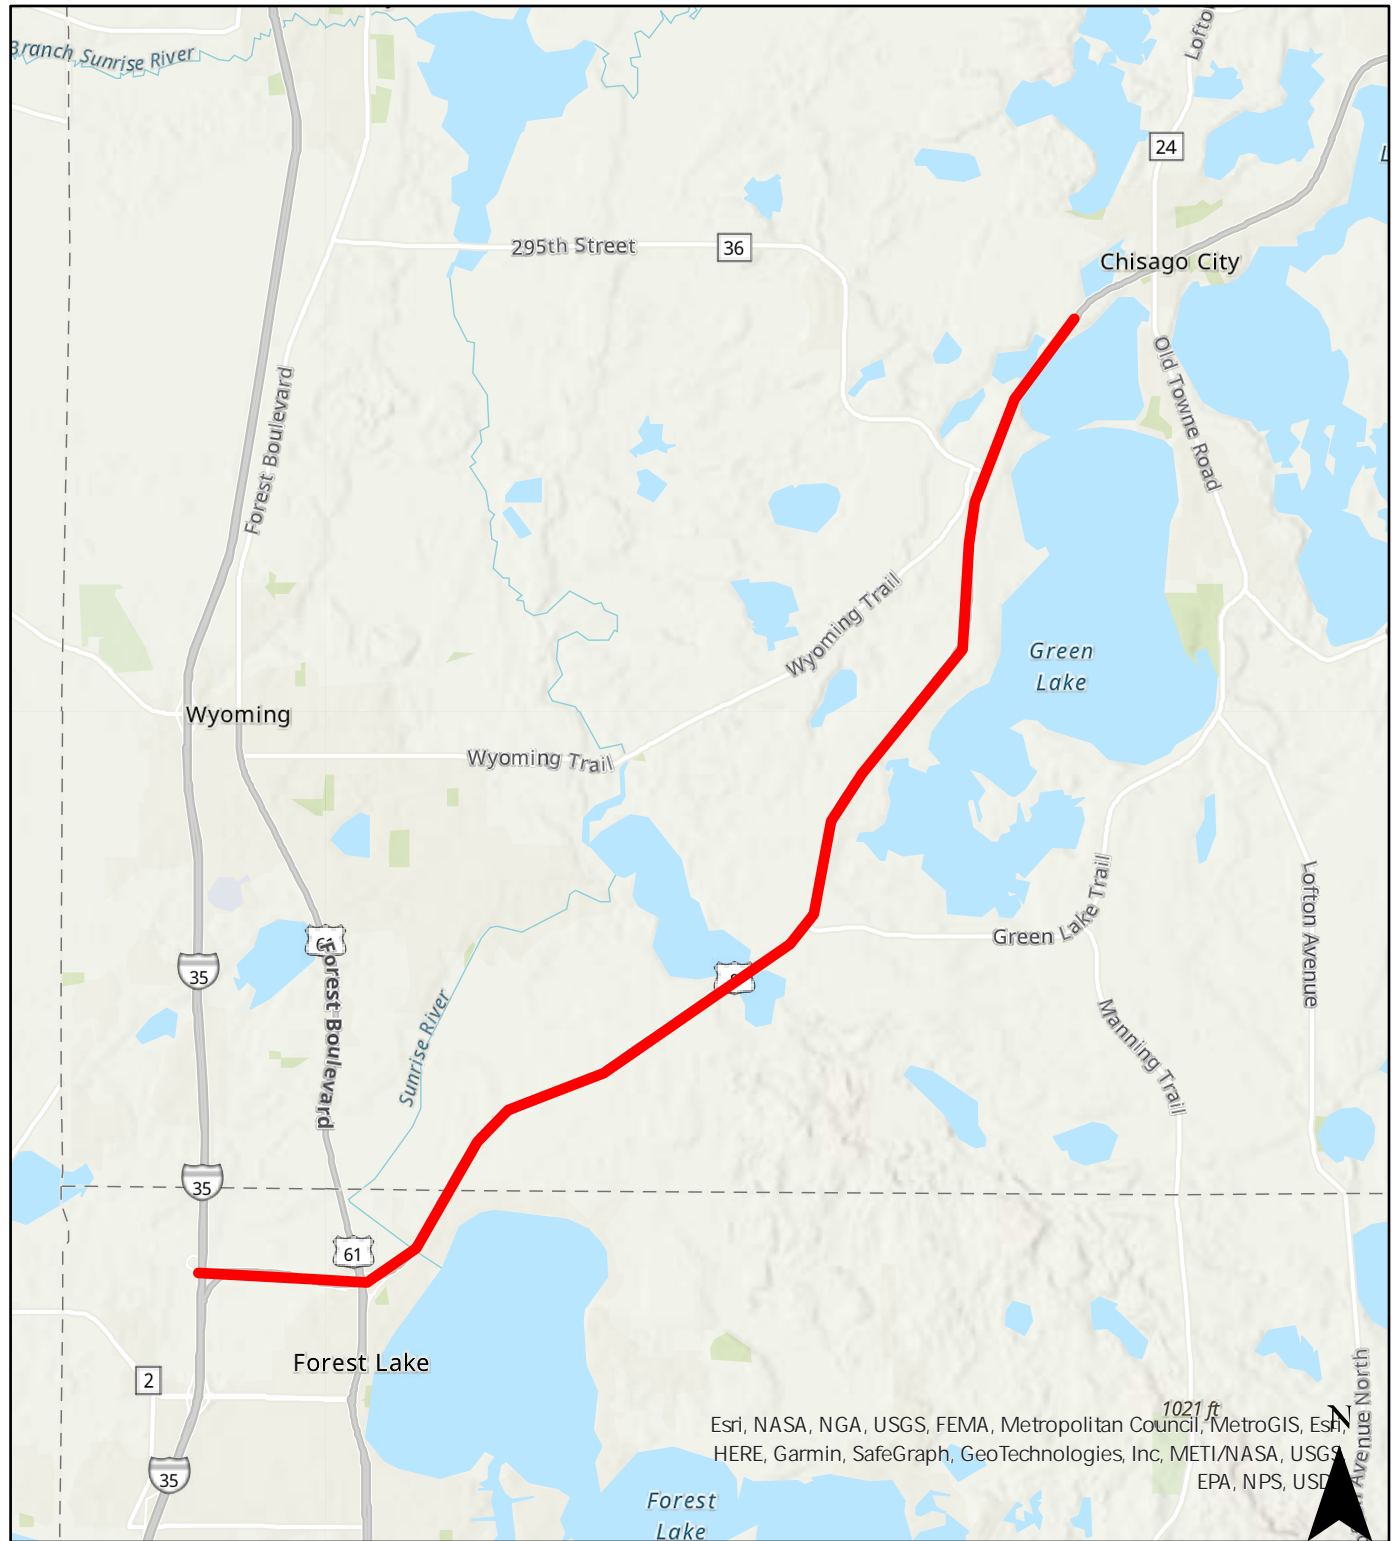 Branch Sunrise River
24
295th Street
36
Chisago City
Forest Boulevard
Old Towne Road
Wyoming Trail
Green
Lake
Wyoming
Wyoming Trail
Green Lake Trail
Lofton Avenue
35
Forest Boulevard
8
Sunrise River
Manning Trail
35
61
Forest Lake
2
1021 ft
N
Esri, NASA, NGA, USGS, FEMA, Metropolitan Council, MetroGIS, Esri,
HERE, Garmin, SafeGraph, GeoTechnologies, Inc, METI/NASA, USGS,
EPA, NPS, USDA
Avenue North
35
Forest
Lake